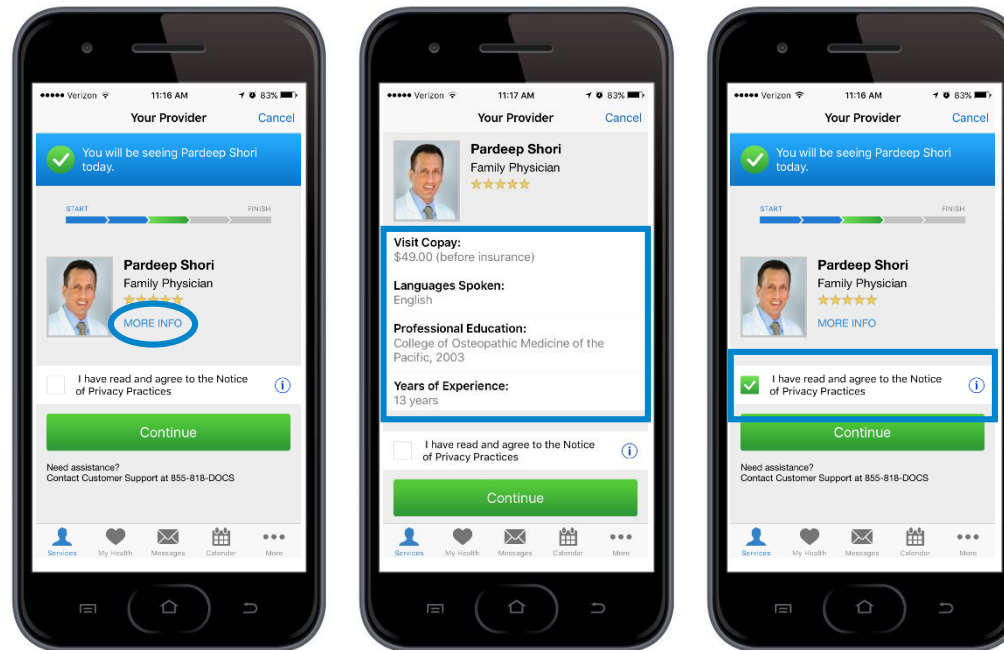 Verizon 11:16 AM 83%
Your Provider Cancel
You will be seeing Pardeep Shori
today.
START FINISH
Pardeep Shori
Family Physician
MORE INFO
I have read and agree to the Notice
of Privacy Practices
Continue
Need assistance?
Contact Customer Support at 855-818-DOCS
Services My Health Messages Calendar More
Verizon 11:17 AM 83%
Your Provider Cancel
Pardeep Shori
Family Physician
Visit Copay:
$49.00 (before insurance)
Languages Spoken:
English
Professional Education:
College of Osteopathic Medicine of the
Pacific, 2003
Years of Experience:
13 years
I have read and agree to the Notice
of Privacy Practices
Continue
Services My Health Messages Calendar More
Verizon 11:16 AM 83%
Your Provider Cancel
You will be seeing Pardeep Shori
today.
START FINISH
Pardeep Shori
Family Physician
MORE INFO
I have read and agree to the Notice
of Privacy Practices
Continue
Need assistance?
Contact Customer Support at 855-818-DOCS
Services My Health Messages Calendar More